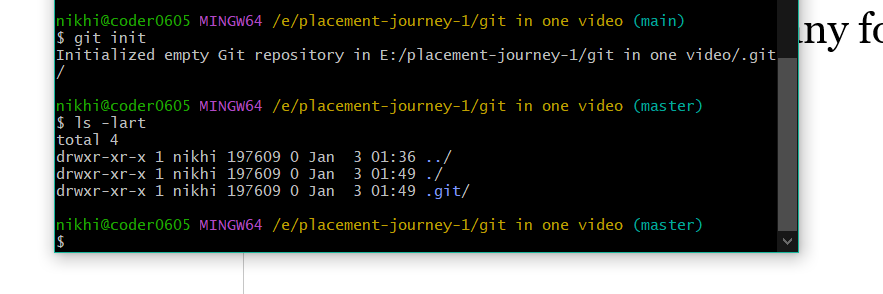 nikhi@coder0605 MINGW64 /e/placement-journey-1/git in one video (main)
$ git init
Initialized empty Git repository in E:/placement-journey-1/git in one video/.git
/
nikhi@coder0605 MINGW64 /e/placement-journey-1/git in one video (master)
$ ls -lart
total 4
drwxr-xr-x 1 nikhi 197609 0 Jan  3 01:36 ../
drwxr-xr-x 1 nikhi 197609 0 Jan  3 01:49 ./
drwxr-xr-x 1 nikhi 197609 0 Jan  3 01:49 .git/
nikhi@coder0605 MINGW64 /e/placement-journey-1/git in one video (master)
$